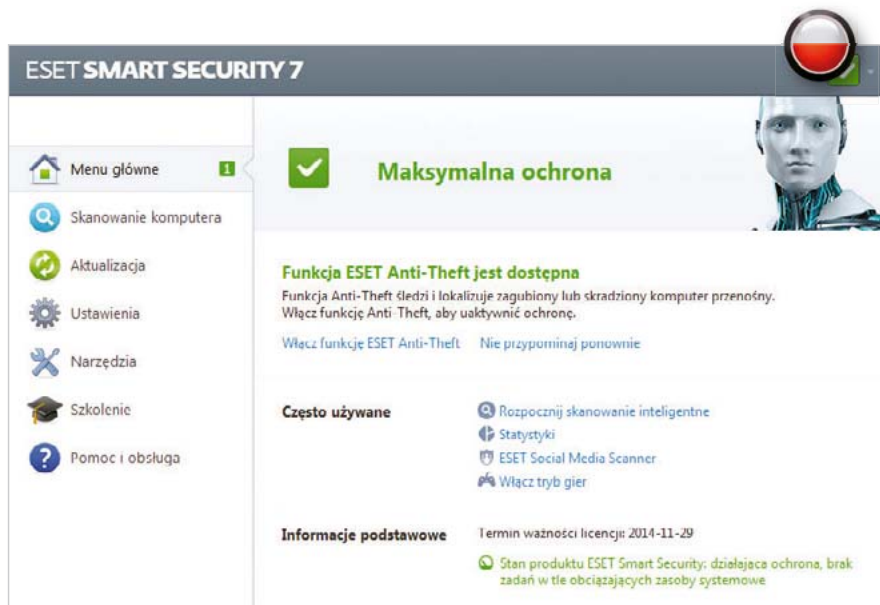 ESET SMART SECURITY 7
Menu główne 1
Skanowanie komputera
Aktualizacja
Ustawienia
Narzędzia
Szkolenie
Pomoc i obsługa
Maksymalna ochrona
Funkcja ESET Anti-Theft jest dostępna
Funkcja Anti-Theft śledzi i lokalizuje zagubiony lub skradziony komputer przenośny.
Włącz funkcję Anti-Theft, aby uaktywnić ochronę.
Włącz funkcję ESET Anti-Theft Nie przypominaj ponownie
Często używane
Rozpocznij skanowanie inteligentne
Statystyki
ESET Social Media Scanner
Włącz tryb gier
Informacje podstawowe
Termin ważności licencji: 2014-11-29
Stan produktu ESET Smart Security: działająca ochrona, brak
zadań w tle obciążających zasoby systemowe